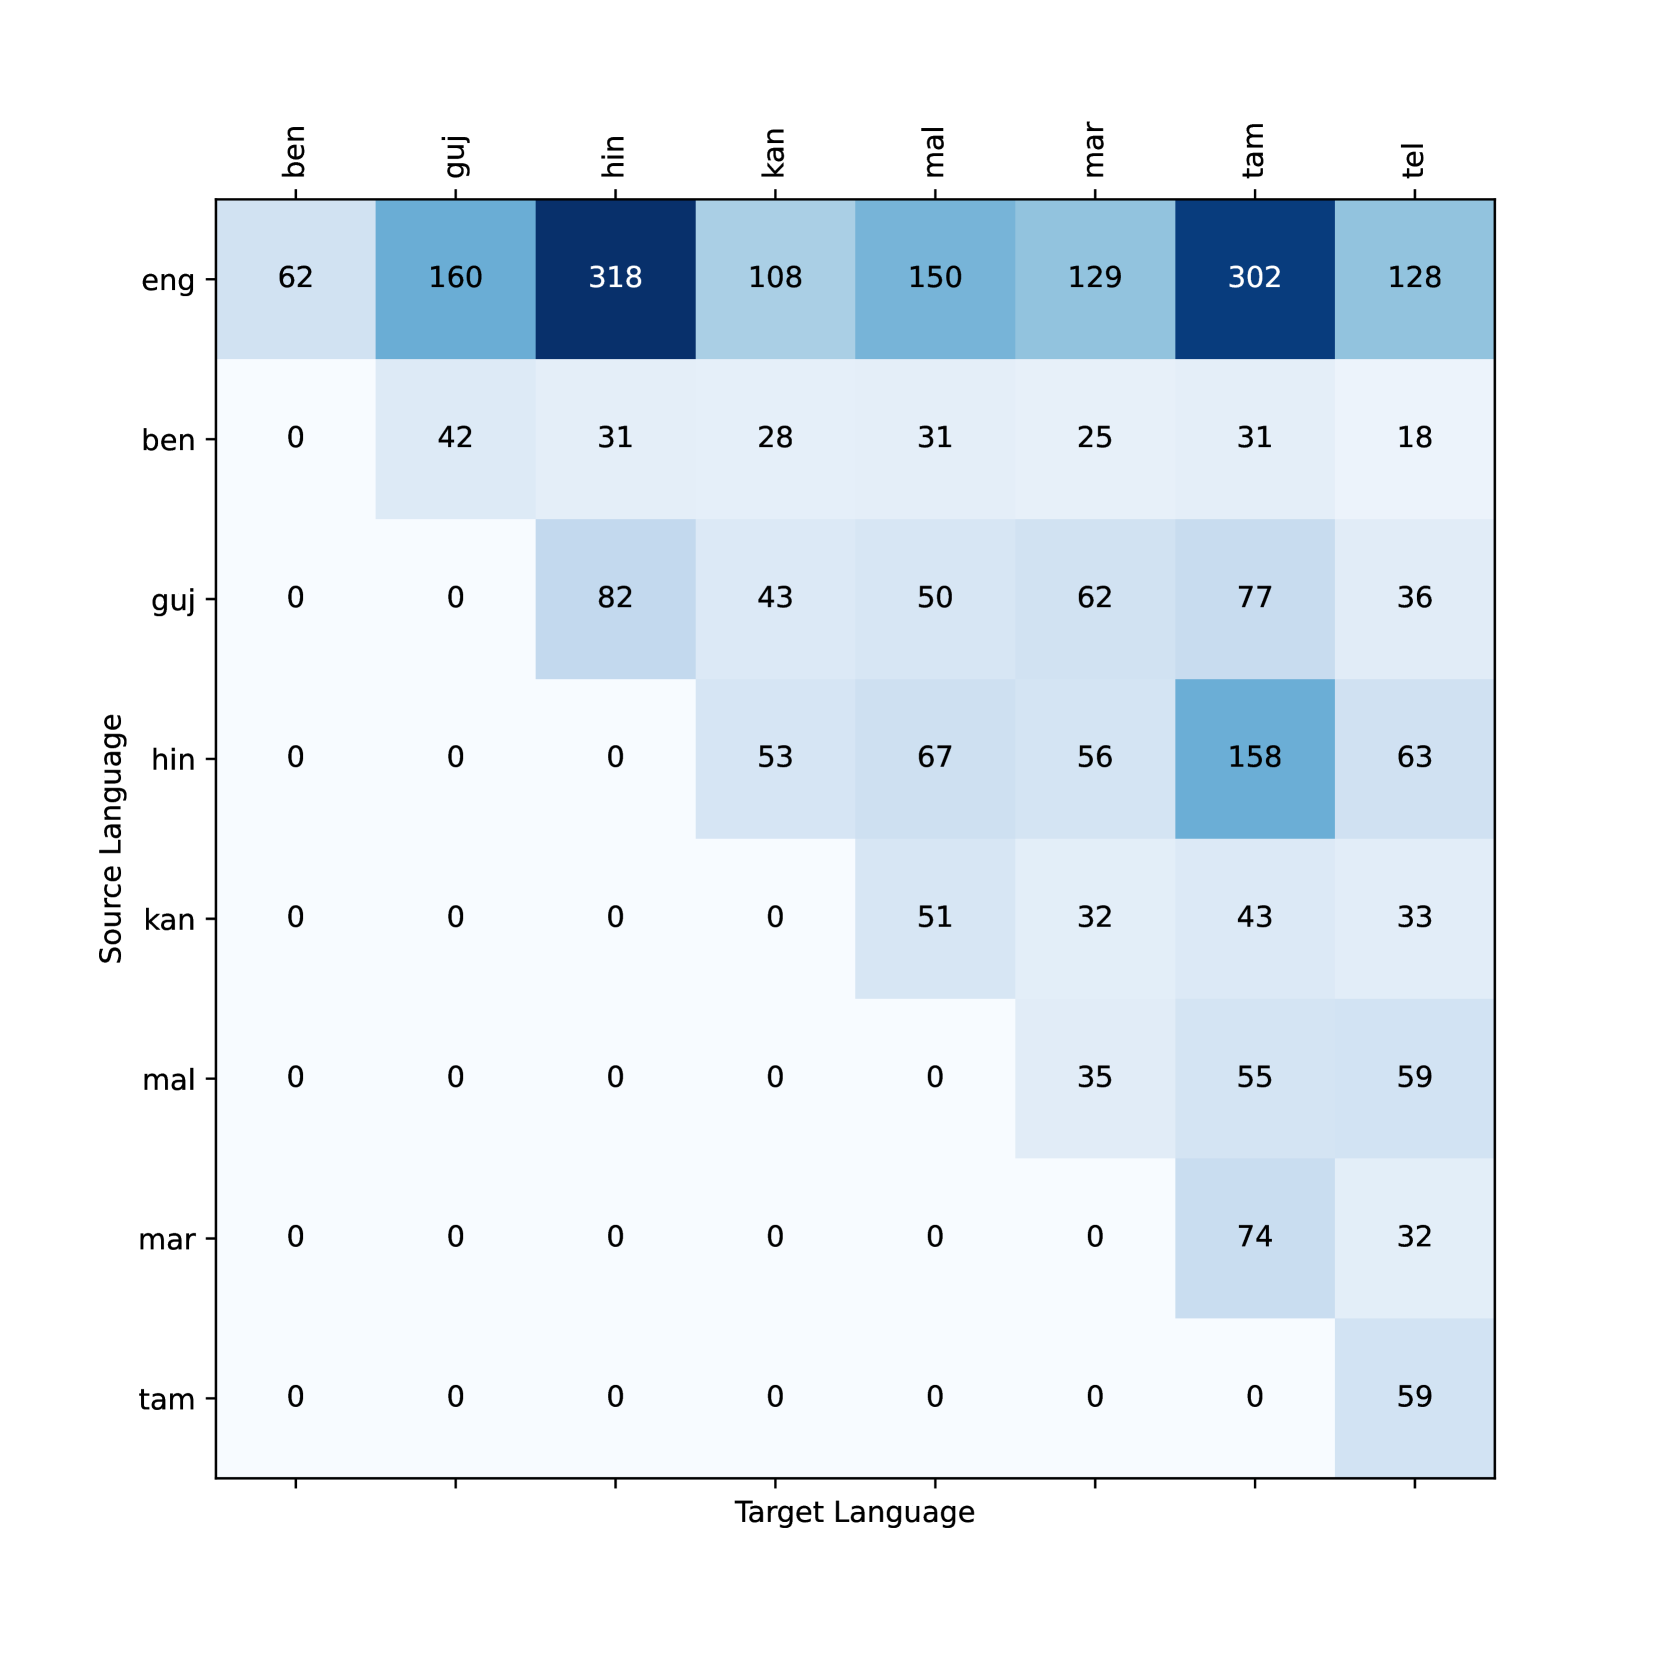 ben guj hin kan mal mar tam tel
eng 62 160 318 108 150 129 302 128
ben 0 42 31 28 31 25 31 18
guj 0 0 82 43 50 62 77 36
hin 0 0 0 53 67 56 158 63
kan 0 0 0 0 51 32 43 33
mal 0 0 0 0 0 35 55 59
mar 0 0 0 0 0 0 74 32
tam 0 0 0 0 0 0 0 59
Source Language
Target Language